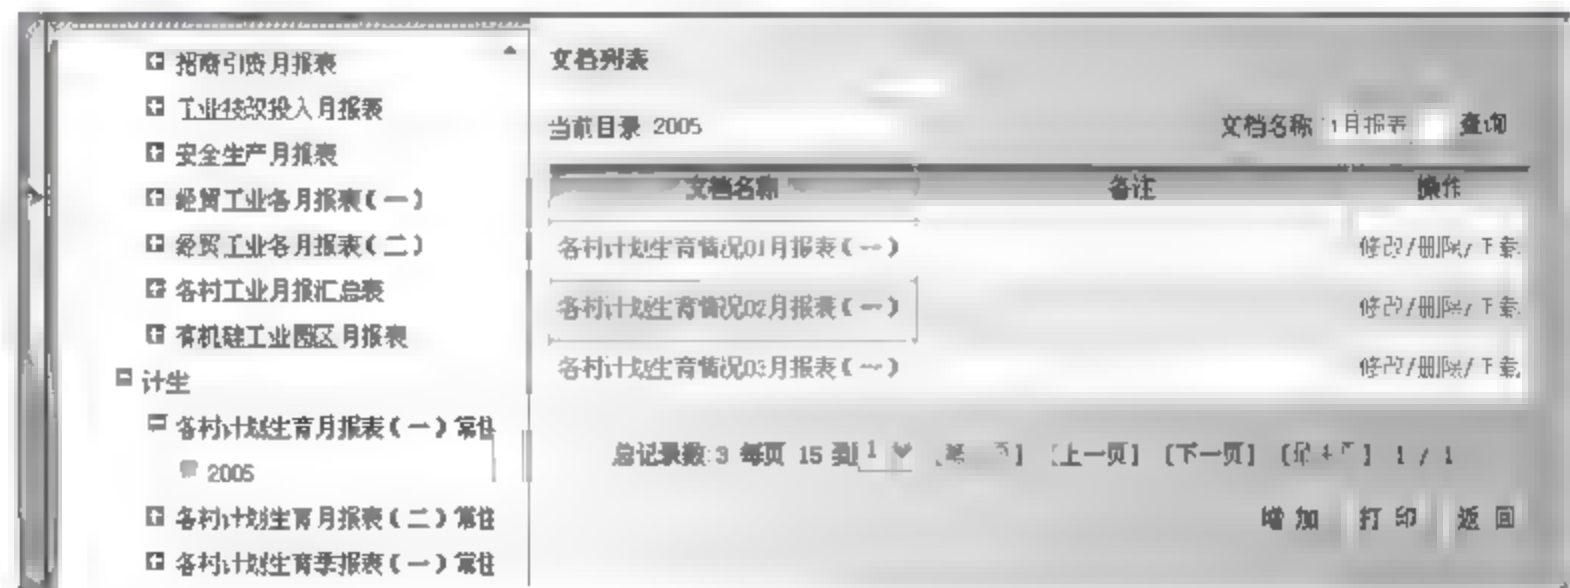 招商引资月报表
工业技改投入月报表
安全生产月报表
经贸工业各月报表(一)
经贸工业各月报表(二)
各村工业月报汇总表
有机硅工业园区月报表
计生
各村计划生育月报表(一)常住
2005
各村计划生育月报表(二)常住
各村计划生育季报表(一)常住
文档列表
当前目录 2005
文档名称 月报表 查询
文档名称 备注 操作
各村计划生育情况01月报表(一) 修改/删除/下载
各村计划生育情况02月报表(一) 修改/删除/下载
各村计划生育情况03月报表(一) 修改/删除/下载
总记录数:3 每页 15 到 1 [上一页] [下一页] 1 / 1
增加 打印 返回